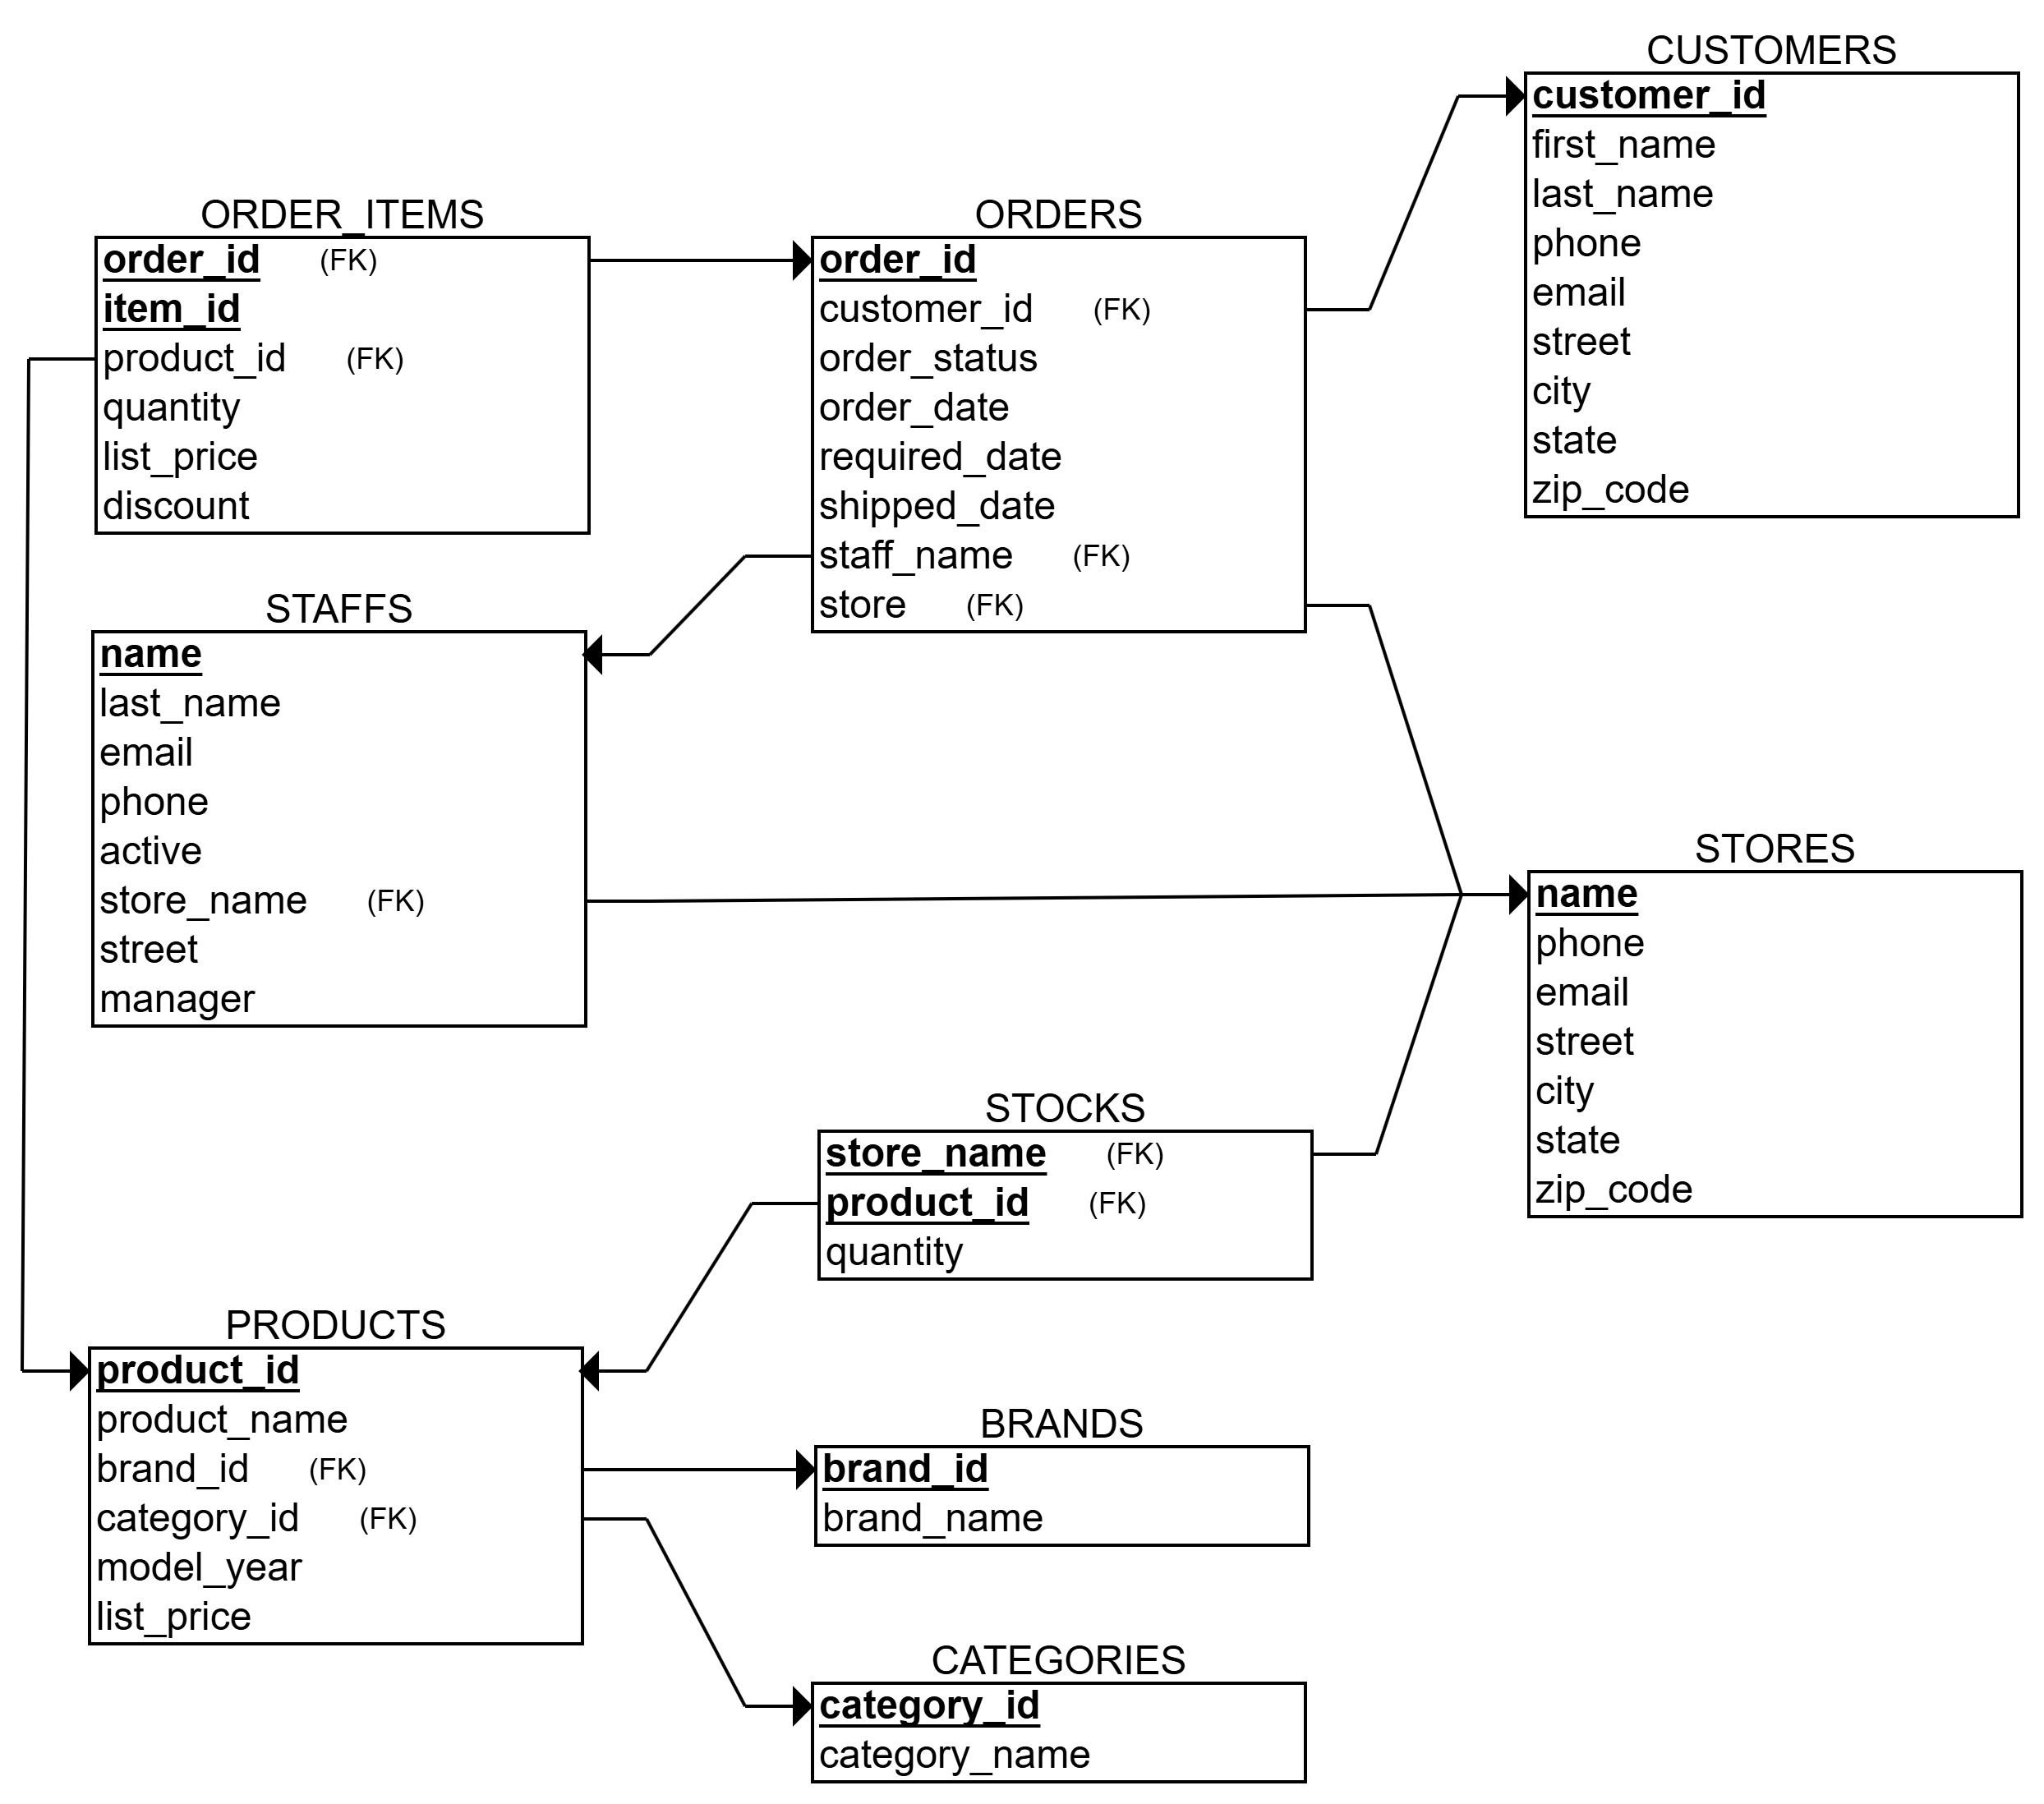 CUSTOMERS
customer_id
first_name
last_name
phone
email
street
city
state
zip_code
ORDER_ITEMS
order_id (FK)
item_id
product_id (FK)
quantity
list_price
discount
ORDERS
order_id
customer_id (FK)
order_status
order_date
required_date
shipped_date
staff_name (FK)
store (FK)
STAFFS
name
last_name
email
phone
active
store_name (FK)
street
manager
STORES
name
phone
email
street
city
state
zip_code
STOCKS
store_name (FK)
product_id (FK)
quantity
PRODUCTS
product_id
product_name
brand_id (FK)
category_id (FK)
model_year
list_price
BRANDS
brand_id
brand_name
CATEGORIES
category_id
category_name